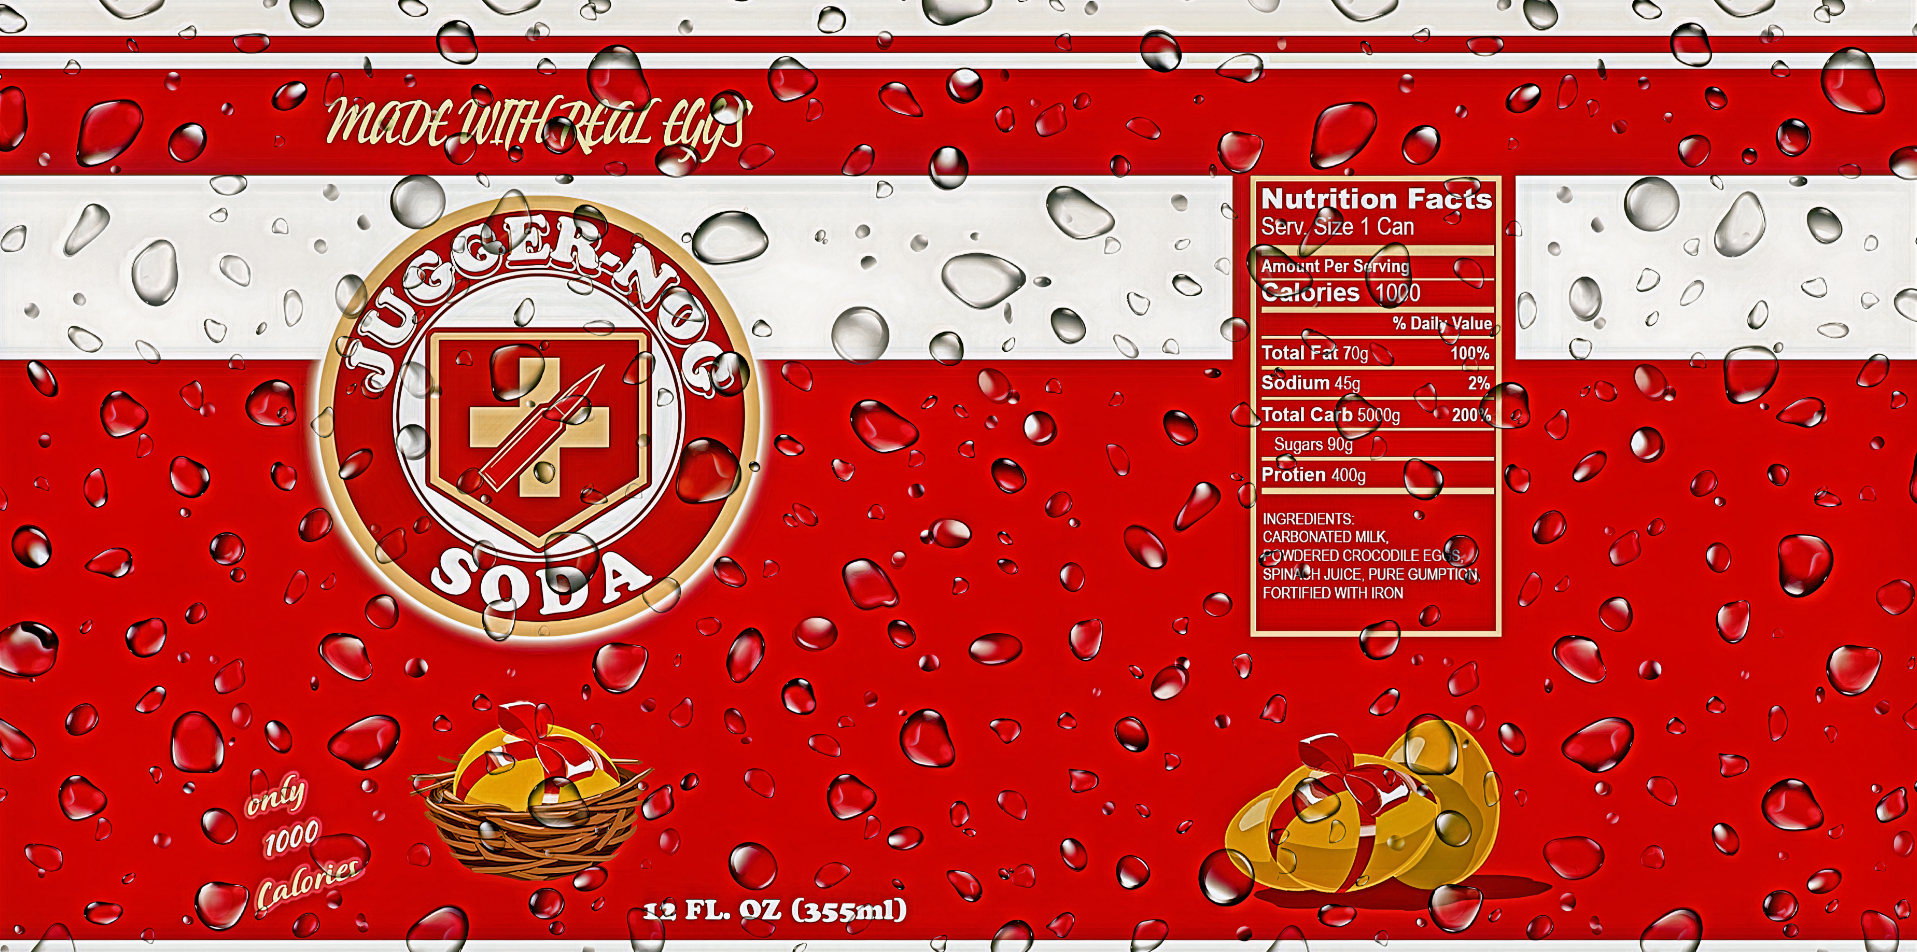 MADE WITH REAL EGGS
JUGGER-NOG
SODA
only
1000
Calories
12 FL. OZ (355ml)
Nutrition Facts
Serv. Size 1 Can
Amount Per Serving
Calories 1000
% Daily Value
Total Fat 70g 100%
Sodium 45g 2%
Total Carb 5000g 200%
Sugars 90g
Protien 400g
INGREDIENTS:
CARBONATED MILK,
POWDERED CROCODILE EGGS,
SPINASH JUICE, PURE GUMPTION,
FORTIFIED WITH IRON